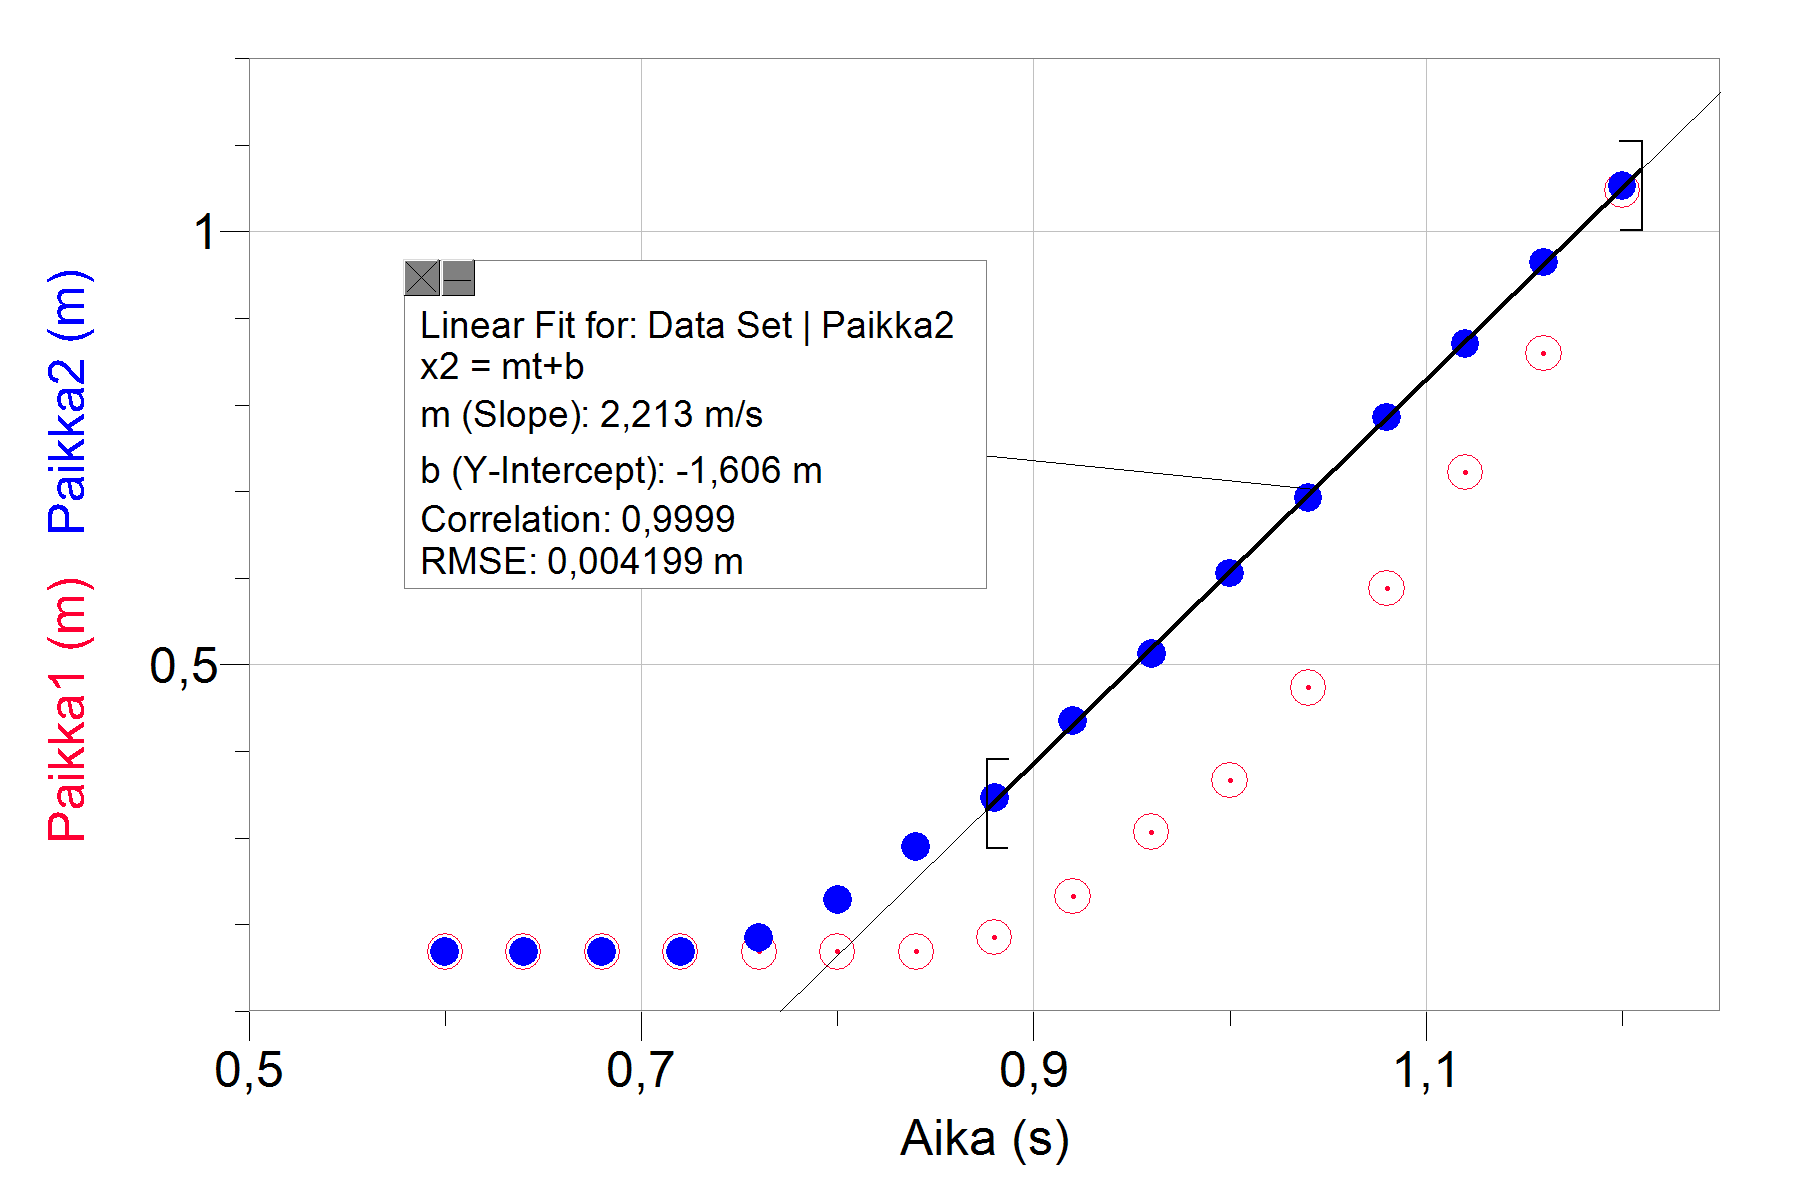 Paikka1 (m) Paikka2 (m)
1
0,5
Linear Fit for: Data Set | Paikka2
x2 = mt+b
m (Slope): 2,213 m/s
b (Y-Intercept): -1,606 m
Correlation: 0,9999
RMSE: 0,004199 m
0,5 0,7 0,9 1,1
Aika (s)